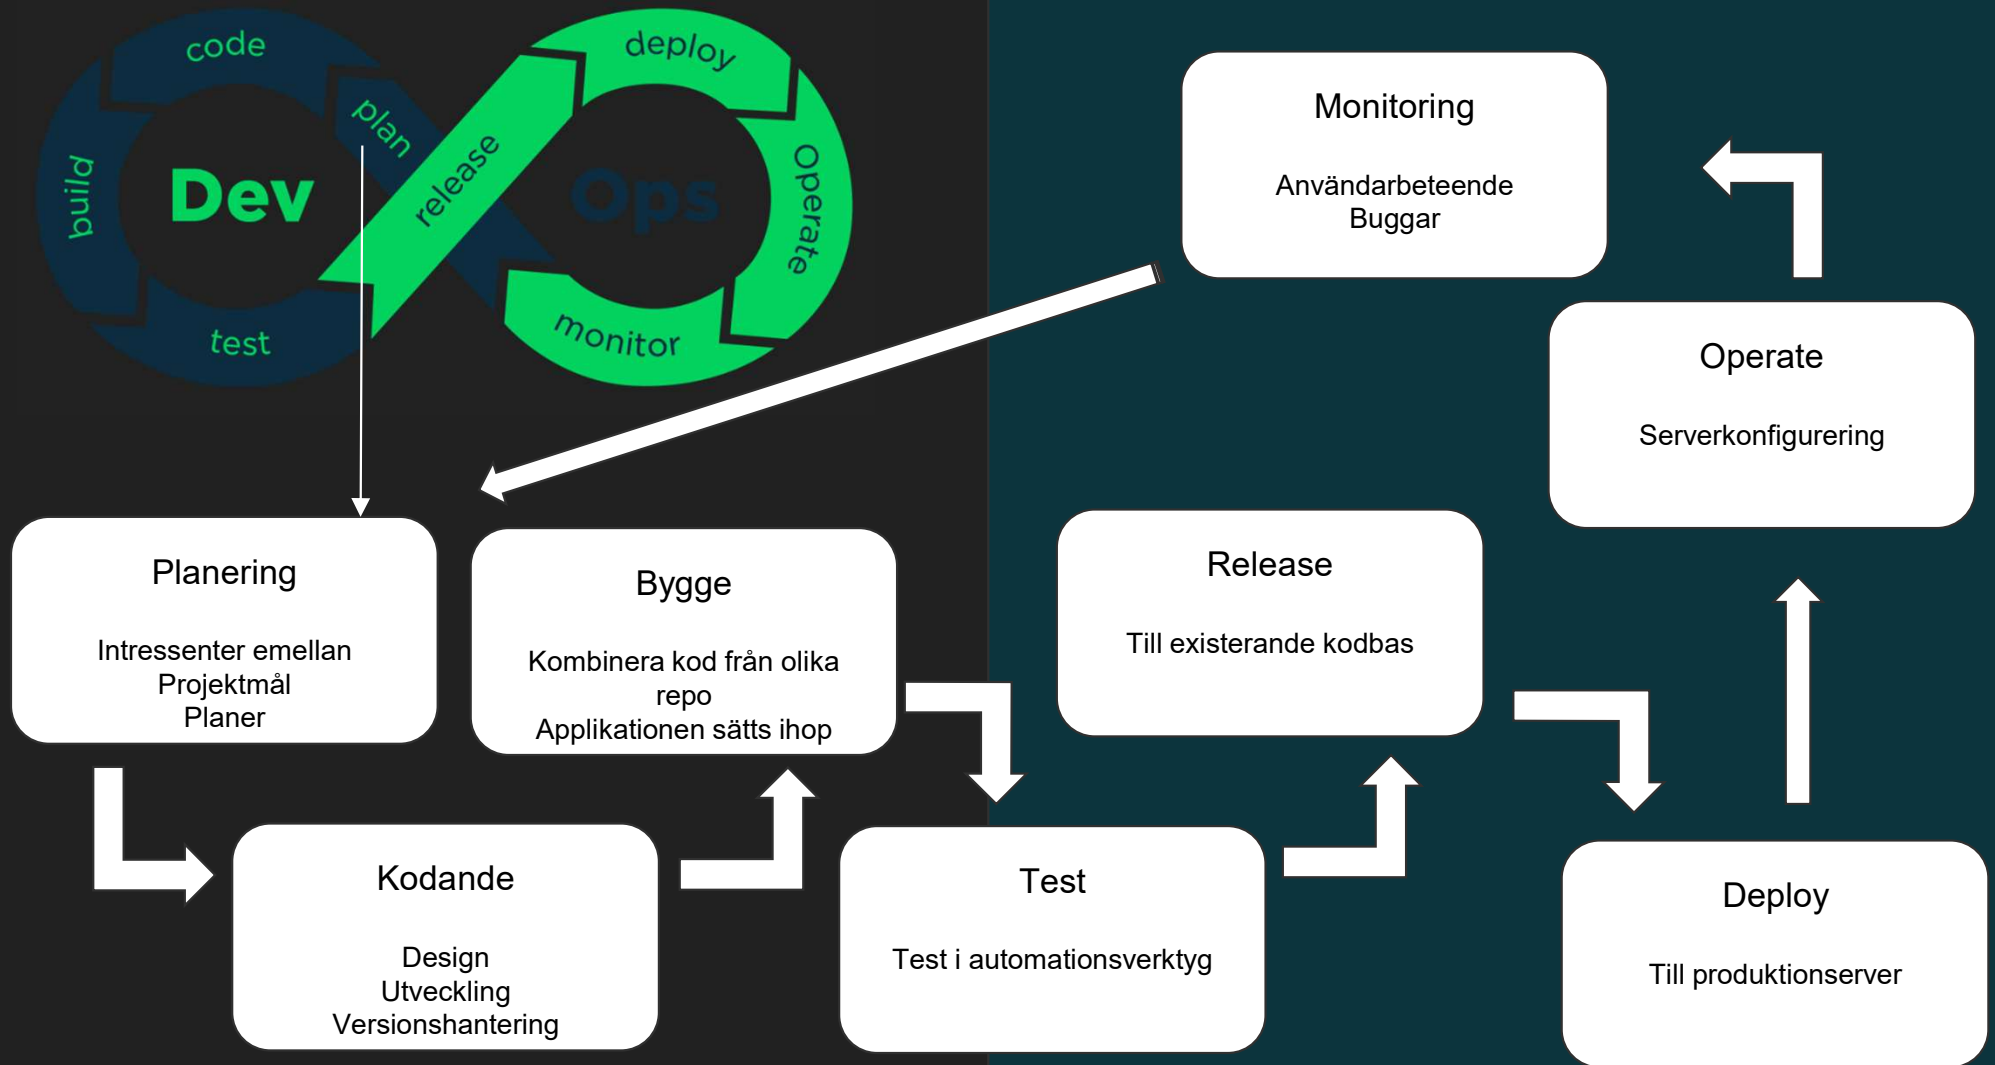 code
plan
build
Dev
test
release
deploy
Ops
Operate
monitor
Monitoring
Användarbeteende
Buggar
Operate
Serverkonfigurering
Planering
Intressenter emellan
Projektmål
Planer
Bygge
Kombinera kod från olika
repo
Applikationen sätts ihop
Release
Till existerande kodbas
Kodande
Design
Utveckling
Versionshantering
Test
Test i automationsverktyg
Deploy
Till produktionserver